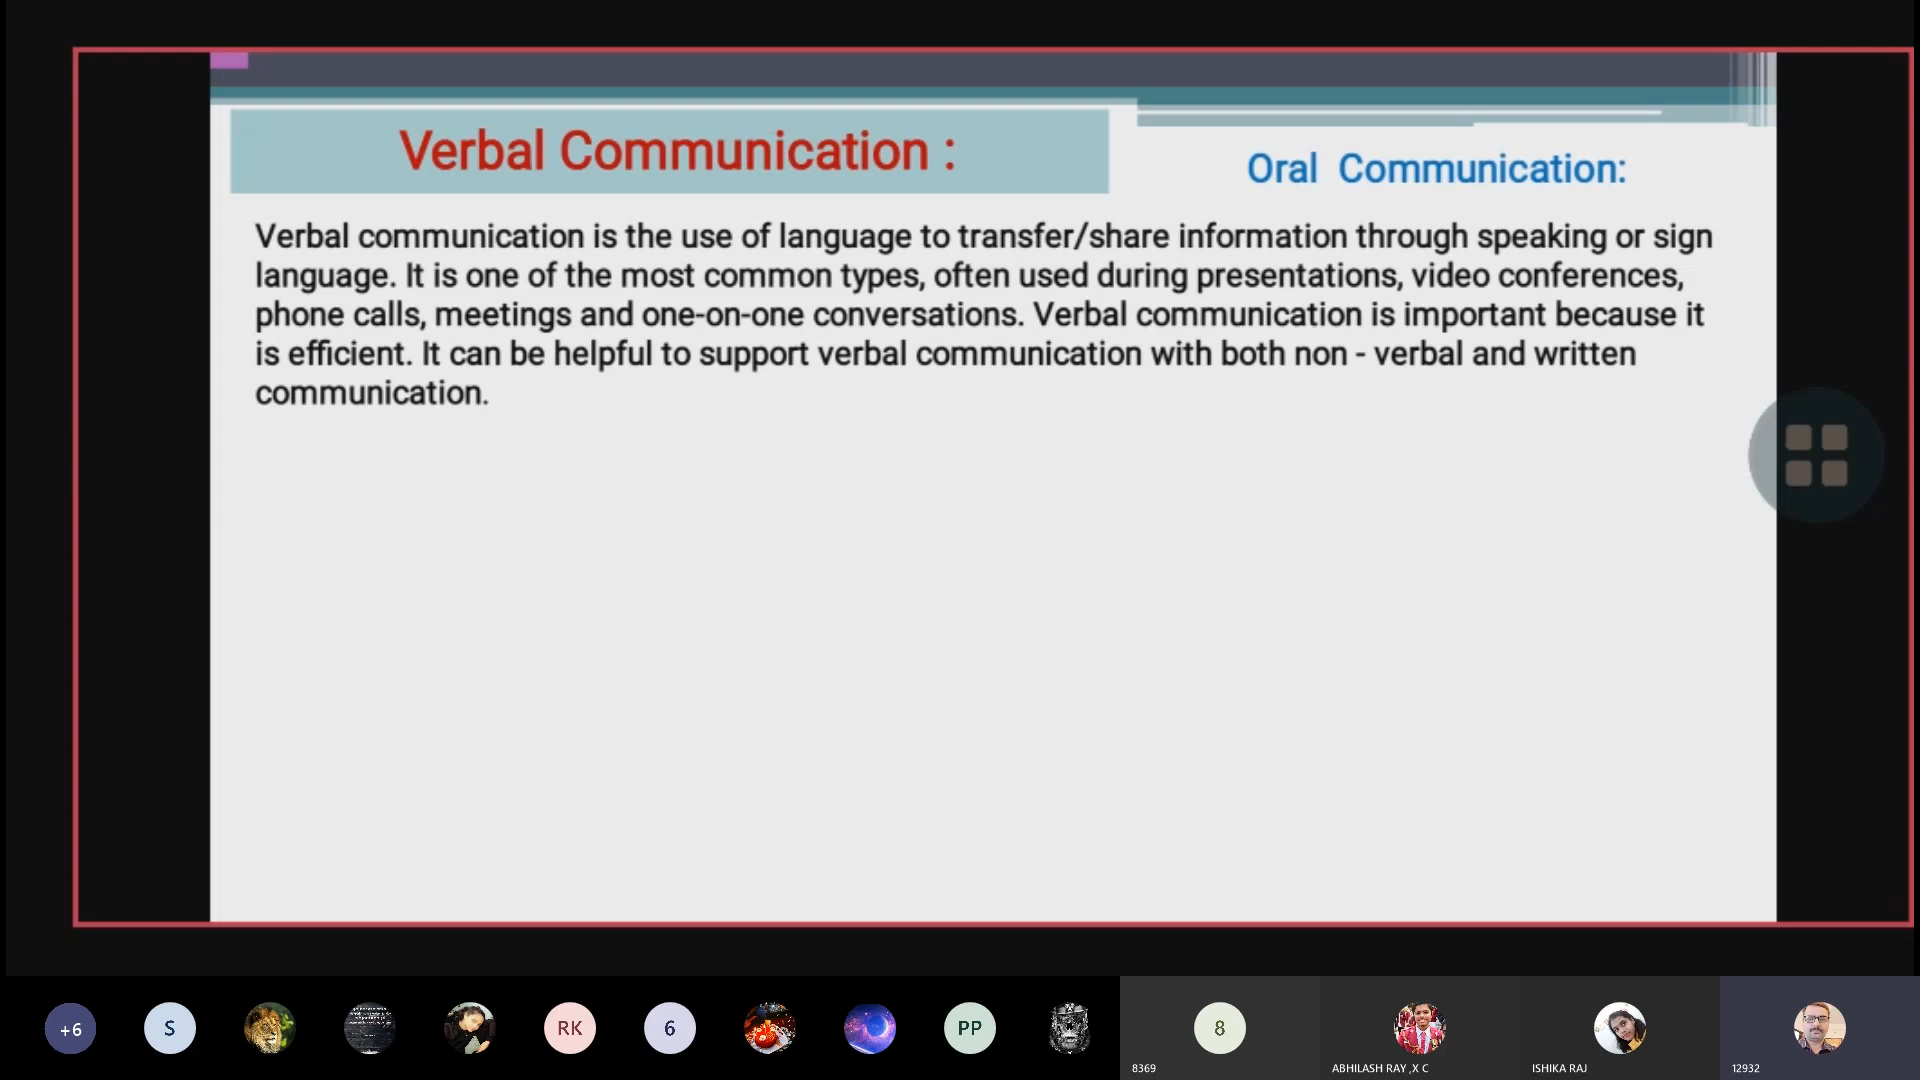 Verbal Communication :
Oral Communication:
Verbal communication is the use of language to transfer/share information through speaking or sign
language. It is one of the most common types, often used during presentations, video conferences,
phone calls, meetings and one-on-one conversations. Verbal communication is important because it
is efficient. It can be helpful to support verbal communication with both non - verbal and written
communication.
+6
S
RK
6
PP
8
8369
ABHILASH RAY ,X C
ISHIKA RAJ
12932